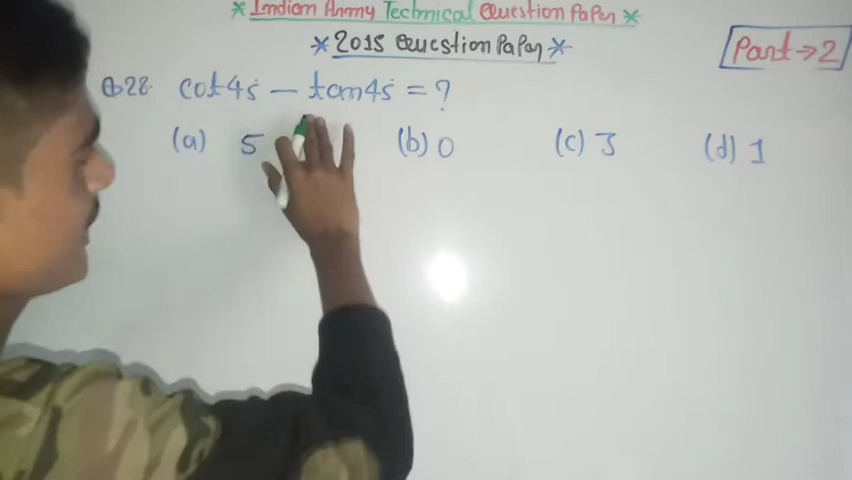 * Indian Army Technical Question Paper *
* 2015 Question Paper *
Part → 2
Q28. cot45 − tan45 = ?
(a) 5 (b) 0 (c) 3 (d) 1